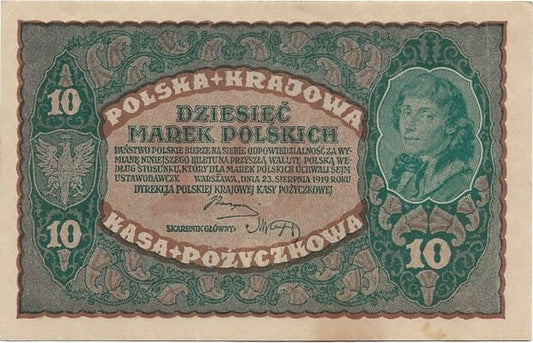 POLSKA KRAJOWA
10
DZIESIĘĆ
MAREK POLSKICH
PAŃSTWO POLSKIE BIERZE NA SIEBIE ODPOWIEDZIALNOŚĆ ZA WY-
MIANĘ NINIEJSZEGO BILETU NA PRZYSZŁĄ WALUTĘ POLSKĄ WE-
DŁUG STOSUNKU, KTÓRY DLA MAREK POLSKICH UCHWALI SEJM
USTAWODAWCZY. WARSZAWA, DNIA 23. SIERPNIA 1919 ROKU
DYREKCJA POLSKIEJ KRAJOWEJ KASY POŻYCZKOWEJ
SKARBNIK GŁÓWNY:
10
10
KASA POŻYCZKOWA